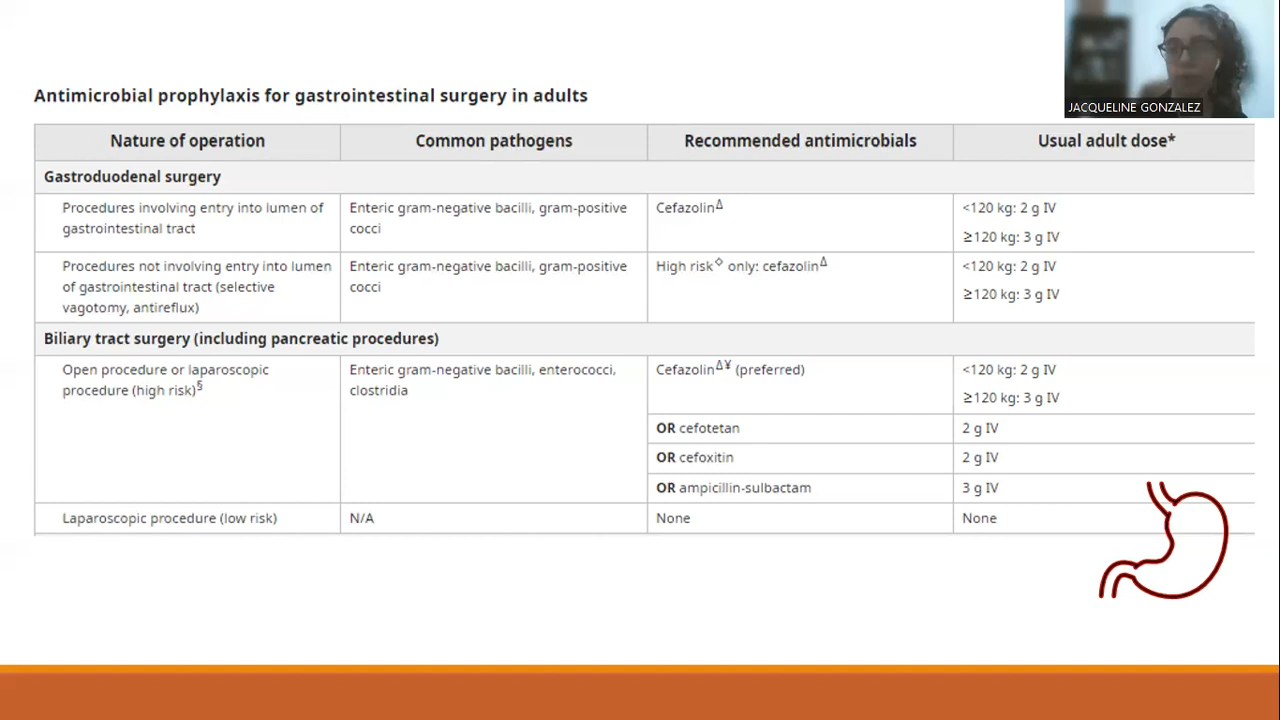 JACQUELINE GONZALEZ
Antimicrobial prophylaxis for gastrointestinal surgery in adults
Nature of operation
Common pathogens
Recommended antimicrobials
Usual adult dose*
Gastroduodenal surgery
Procedures involving entry into lumen of
gastrointestinal tract
Enteric gram-negative bacilli, gram-positive
cocci
CefazolinΔ
<120 kg: 2 g IV
≥120 kg: 3 g IV
Procedures not involving entry into lumen
of gastrointestinal tract (selective
vagotomy, antireflux)
Enteric gram-negative bacilli, gram-positive
cocci
High risk◇ only: cefazolinΔ
<120 kg: 2 g IV
≥120 kg: 3 g IV
Biliary tract surgery (including pancreatic procedures)
Open procedure or laparoscopic
procedure (high risk)§
Enteric gram-negative bacilli, enterococci,
clostridia
CefazolinΔ¥ (preferred)
<120 kg: 2 g IV
≥120 kg: 3 g IV
OR cefotetan
2 g IV
OR cefoxitin
2 g IV
OR ampicillin-sulbactam
3 g IV
Laparoscopic procedure (low risk)
N/A
None
None